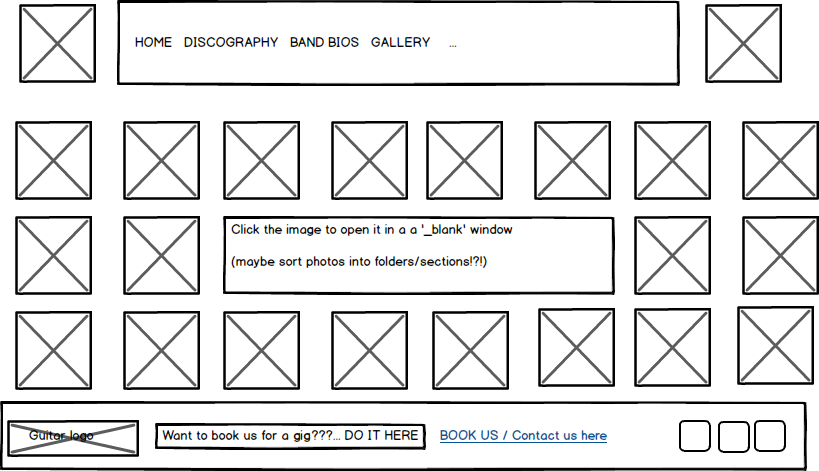 HOME DISCOGRAPHY BAND BIOS GALLERY ...
Click the image to open it in a a '_blank' window
(maybe sort photos into folders/sections!?!)
Guitar logo
Want to book us for a gig???... DO IT HERE
BOOK US / Contact us here